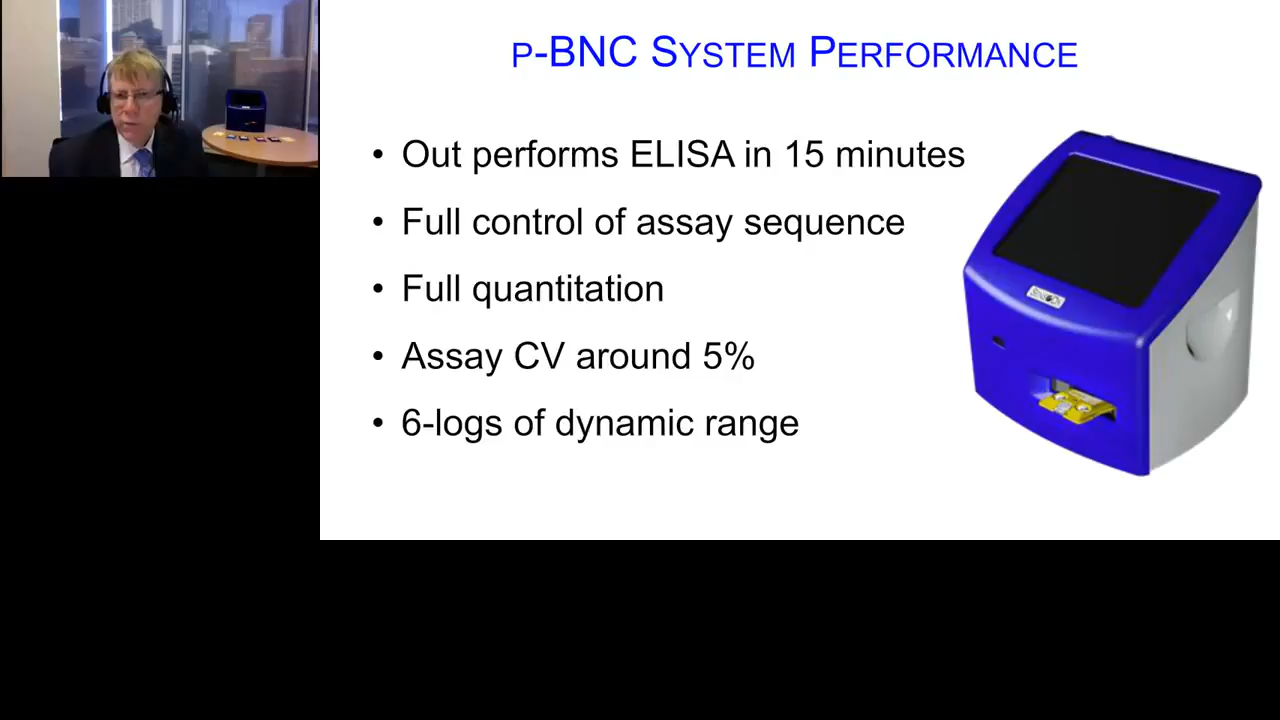 P-BNC SYSTEM PERFORMANCE
• Out performs ELISA in 15 minutes
• Full control of assay sequence
• Full quantitation
• Assay CV around 5%
• 6-logs of dynamic range